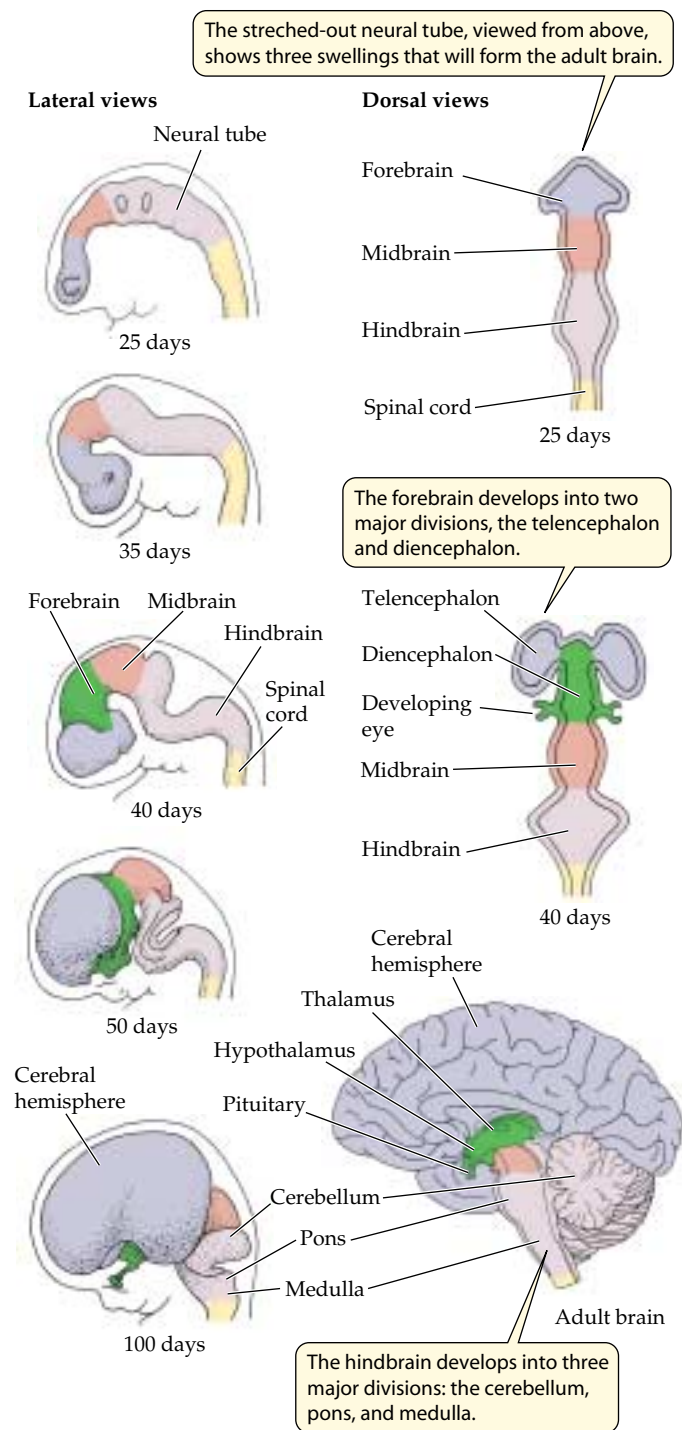 The streched-out neural tube, viewed from above,
shows three swellings that will form the adult brain.
Lateral views
Neural tube
25 days
35 days
Forebrain
Midbrain
Hindbrain
Spinal
cord
40 days
50 days
Cerebral
hemisphere
100 days
Dorsal views
Forebrain
Midbrain
Hindbrain
Spinal cord
25 days
The forebrain develops into two
major divisions, the telencephalon
and diencephalon.
Telencephalon
Diencephalon
Developing
eye
Midbrain
Hindbrain
40 days
Cerebral
hemisphere
Thalamus
Hypothalamus
Pituitary
Cerebellum
Pons
Medulla
Adult brain
The hindbrain develops into three
major divisions: the cerebellum,
pons, and medulla.